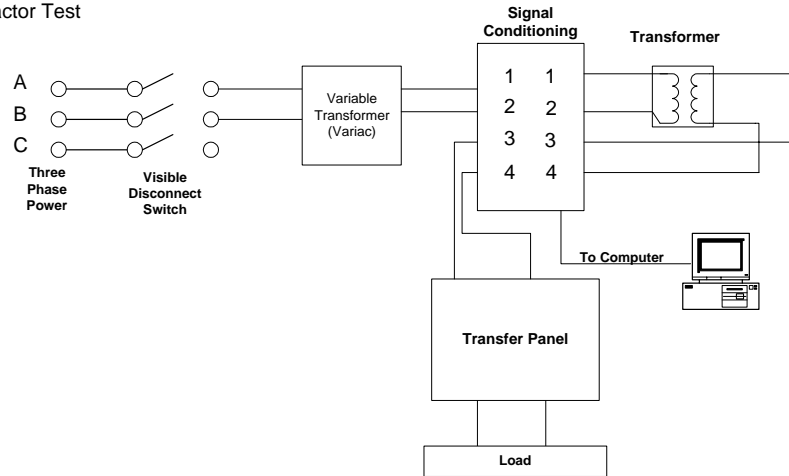 Test
Signal
Conditioning
Transformer
A
B
C
Three
Phase
Power
Visible
Disconnect
Switch
Variable
Transformer
(Variac)
1 1
2 2
3 3
4 4
To Computer
Transfer Panel
Load